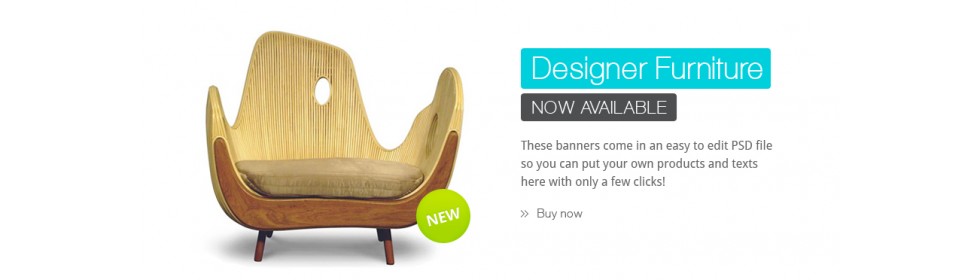 Designer Furniture
NOW AVAILABLE
These banners come in an easy to edit PSD file
so you can put your own products and texts
here with only a few clicks!
Buy now
NEW